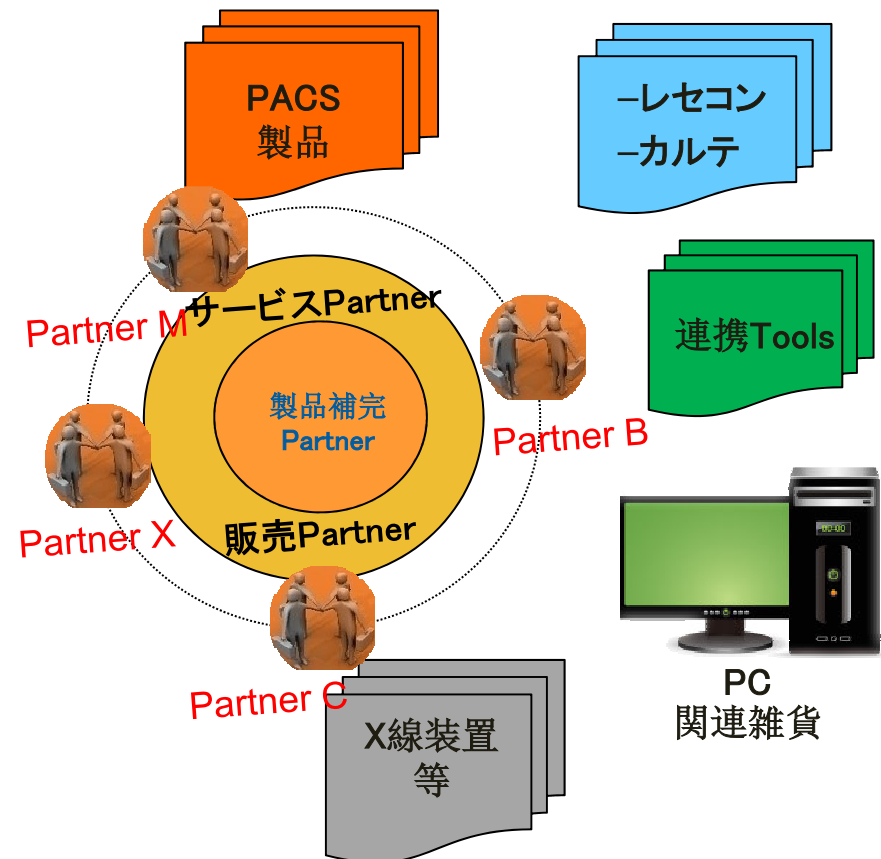 PACS
製品
–レセコン
–カルテ
サービスPartner
Partner M
連携Tools
製品補完
Partner
Partner B
販売Partner
Partner X
00-00
PC
関連雑貨
Partner C
X線装置
等